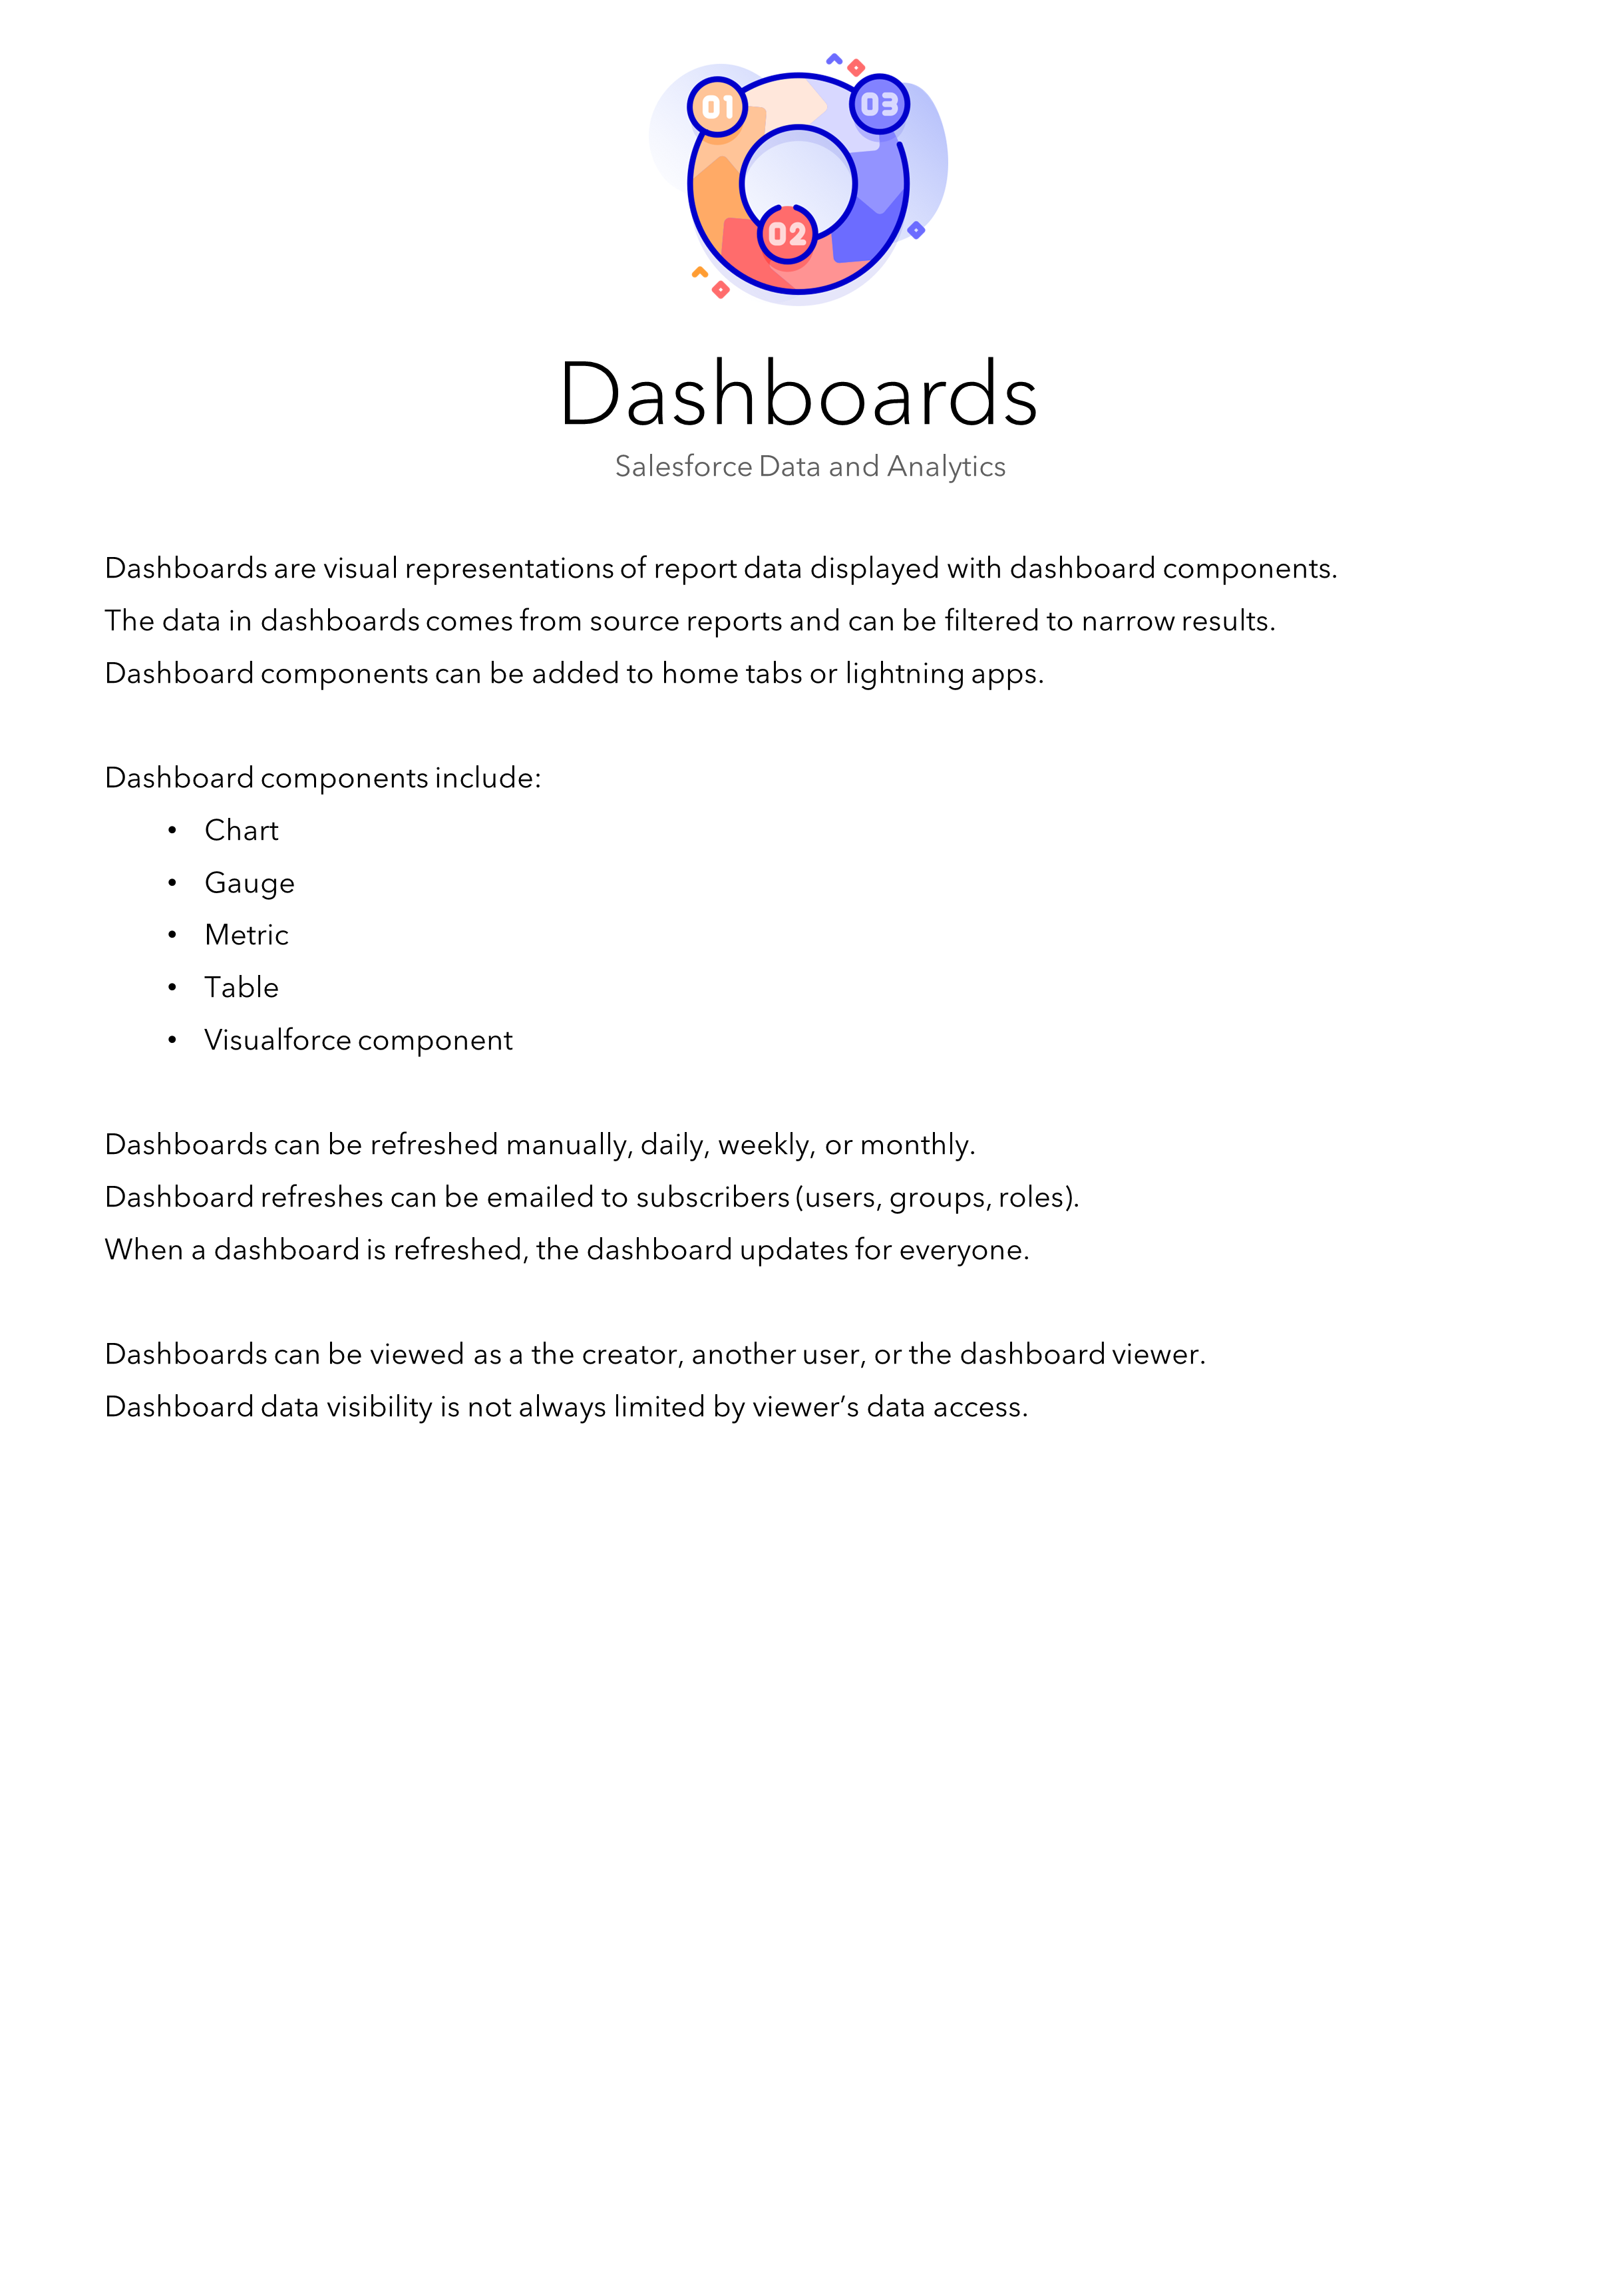 01
03
02
Dashboards
Salesforce Data and Analytics
Dashboards are visual representations of report data displayed with dashboard components.
The data in dashboards comes from source reports and can be filtered to narrow results.
Dashboard components can be added to home tabs or lightning apps.
Dashboard components include:
• Chart
• Gauge
• Metric
• Table
• Visualforce component
Dashboards can be refreshed manually, daily, weekly, or monthly.
Dashboard refreshes can be emailed to subscribers (users, groups, roles).
When a dashboard is refreshed, the dashboard updates for everyone.
Dashboards can be viewed as a the creator, another user, or the dashboard viewer.
Dashboard data visibility is not always limited by viewer’s data access.